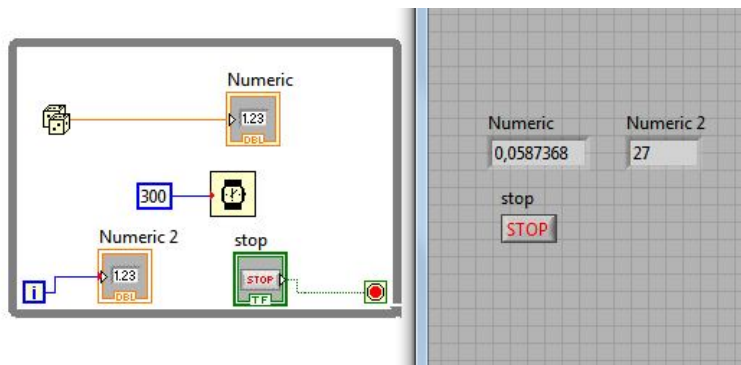 Numeric
1.23
DBL
300
Numeric 2
1.23
DBL
i
stop
STOP
TF
Numeric
0,0587368
Numeric 2
27
stop
STOP